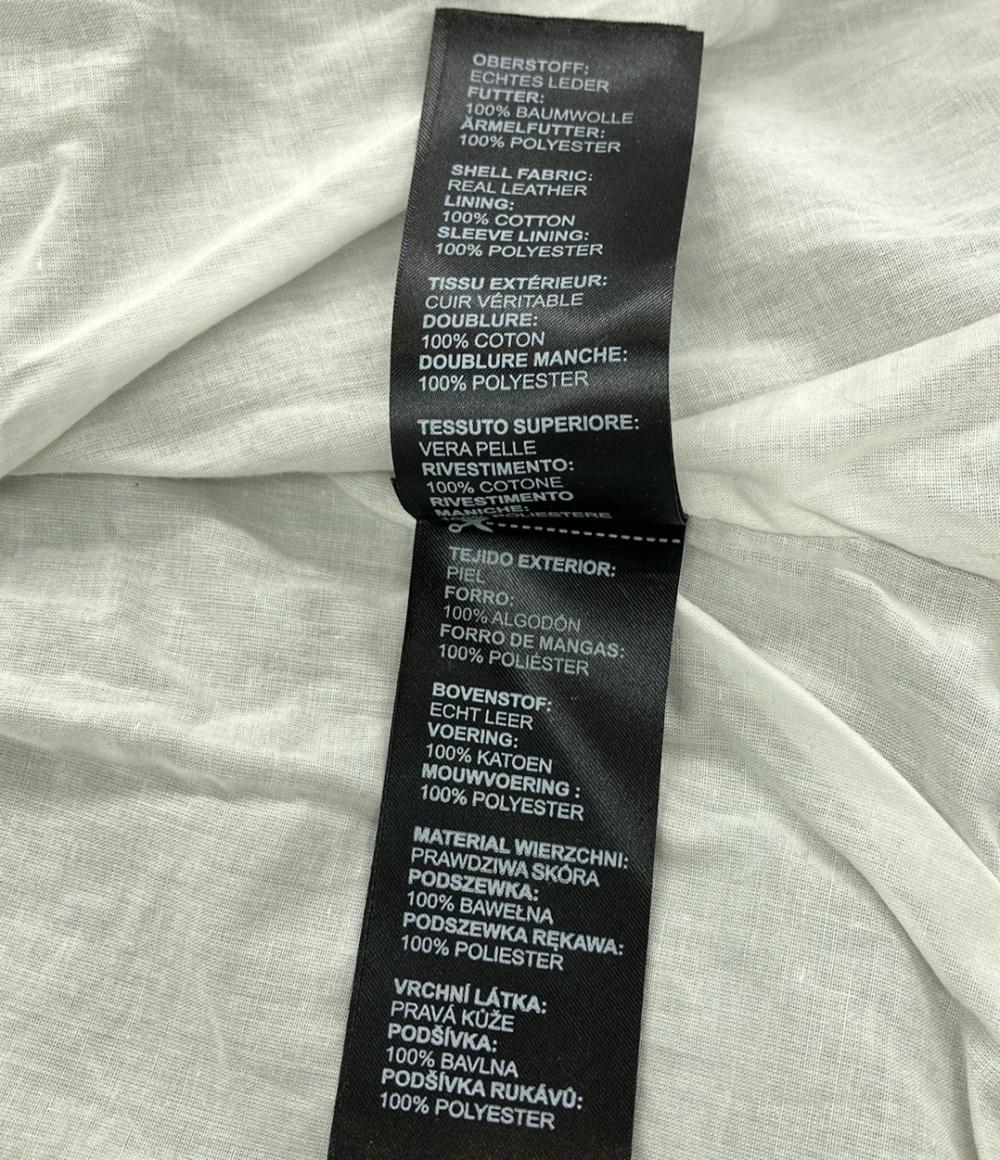 OBERSTOFF:
ECHTES LEDER
FUTTER:
100% BAUMWOLLE
ÄRMELFUTTER:
100% POLYESTER
SHELL FABRIC:
REAL LEATHER
LINING:
100% COTTON
SLEEVE LINING:
100% POLYESTER
TISSU EXTÉRIEUR:
CUIR VÉRITABLE
DOUBLURE:
100% COTON
DOUBLURE MANCHE:
100% POLYESTER
TESSUTO SUPERIORE:
VERA PELLE
RIVESTIMENTO:
100% COTONE
RIVESTIMENTO
MANICHE:
100% POLIESTERE
TEJIDO EXTERIOR:
PIEL
FORRO:
100% ALGODÓN
FORRO DE MANGAS:
100% POLIÉSTER
BOVENSTOF:
ECHT LEER
VOERING:
100% KATOEN
MOUWVOERING :
100% POLYESTER
MATERIAL WIERZCHNI:
PRAWDZIWA SKÓRA
PODSZEWKA:
100% BAWEŁNA
PODSZEWKA RĘKAWA:
100% POLIESTER
VRCHNÍ LÁTKA:
PRAVÁ KŮŽE
PODŠÍVKA:
100% BAVLNA
PODŠÍVKA RUKÁVŮ:
100% POLYESTER